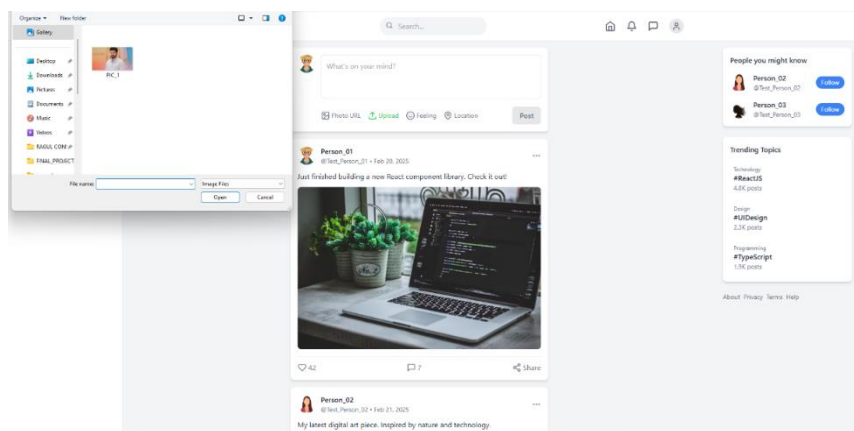 Organize New folder
Gallery
Desktop
Downloads
Pictures
Documents
Music
Videos
RAGUL CONS
FINAL_PROJECT
PIC_1
File name:
Image Files
Open Cancel
Search...
What's on your mind?
Photo URL Upload Feeling Location Post
Person_01
@Test_Person_01 • Feb 20, 2025
Just finished building a new React component library. Check it out!
42 7 Share
Person_02
@Test_Person_02 • Feb 21, 2025
My latest digital art piece. Inspired by nature and technology.
People you might know
Person_02
@Test_Person_02
Follow
Person_03
@Test_Person_03
Follow
Trending Topics
Technology
#ReactJS
4.8K posts
Design
#UIDesign
2.3K posts
Programming
#TypeScript
1.9K posts
About Privacy Terms Help